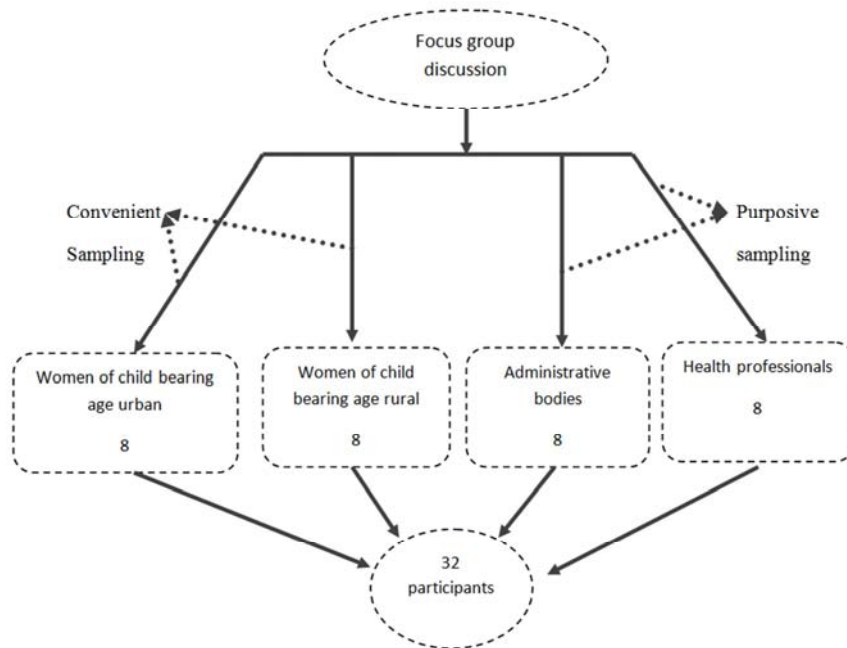 Focus group
discussion
Convenient
Sampling
Purposive
sampling
Women of child bearing
age urban
8
Women of child
bearing age rural
8
Administrative
bodies
8
Health professionals
8
32
participants